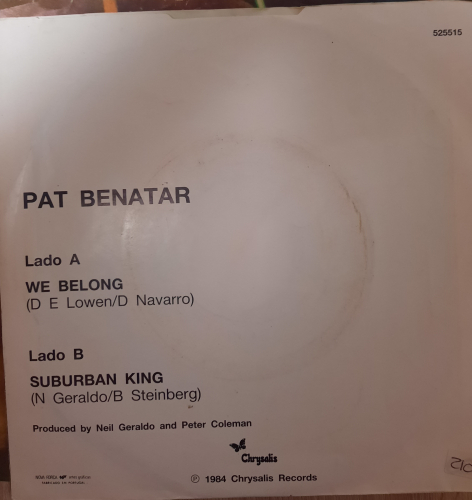 525515
PAT BENATAR
Lado A
WE BELONG
(D E Lowen/D Navarro)
Lado B
SUBURBAN KING
(N Geraldo/B Steinberg)
Produced by Neil Geraldo and Peter Coleman
Chrysalis
℗ 1984 Chrysalis Records